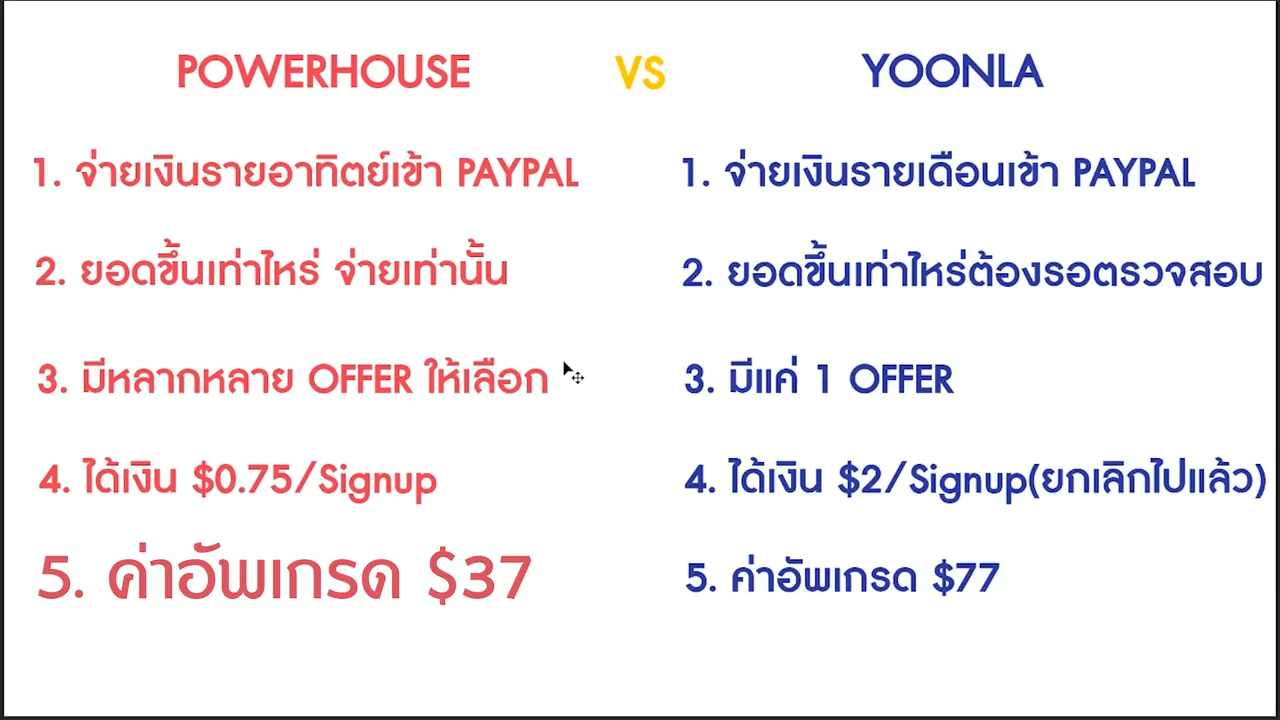 POWERHOUSE VS YOONLA
1. จ่ายเงินรายอาทิตย์เข้า PAYPAL
2. ยอดขึ้นเท่าไหร่ จ่ายเท่านั้น
3. มีหลากหลาย OFFER ให้เลือก
4. ได้เงิน $0.75/Signup
5. ค่าอัพเกรด $37
1. จ่ายเงินรายเดือนเข้า PAYPAL
2. ยอดขึ้นเท่าไหร่ต้องรอตรวจสอบ
3. มีแค่ 1 OFFER
4. ได้เงิน $2/Signup(ยกเลิกไปแล้ว)
5. ค่าอัพเกรด $77